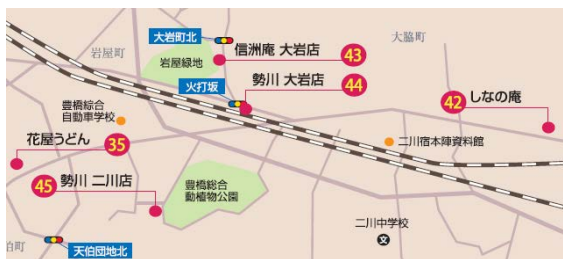 大岩町北
岩屋町
信洲庵 大岩店
43
大脇町
岩屋緑地
火打坂
勢川 大岩店
44
42
しなの庵
豊橋綜合
自動車学校
花屋うどん
35
二川宿本陣資料館
45
勢川 二川店
豊橋総合
動植物公園
二川中学校
文
伯町
天伯団地北